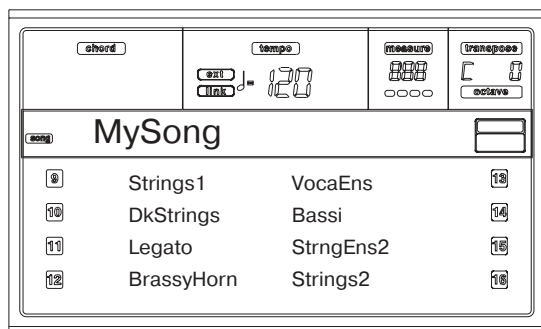 chord tempo measure transpose
ext ♩= 120 888 C 0
link octave
song MySong
9 Strings1 VocaEns 13
10 DkStrings Bassi 14
11 Legato StrngEns2 15
12 BrassyHorn Strings2 16